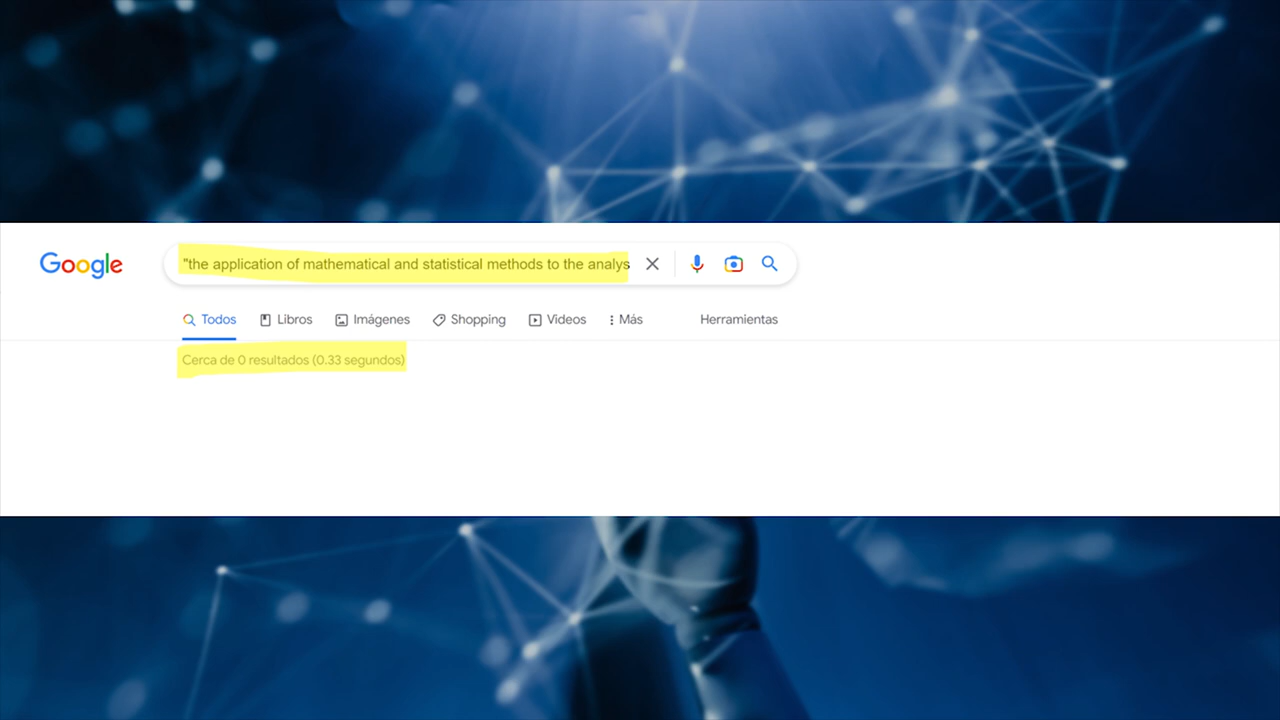 Google
"the application of mathematical and statistical methods to the analys
Todos Libros Imágenes Shopping Videos Más Herramientas
Cerca de 0 resultados (0.33 segundos)